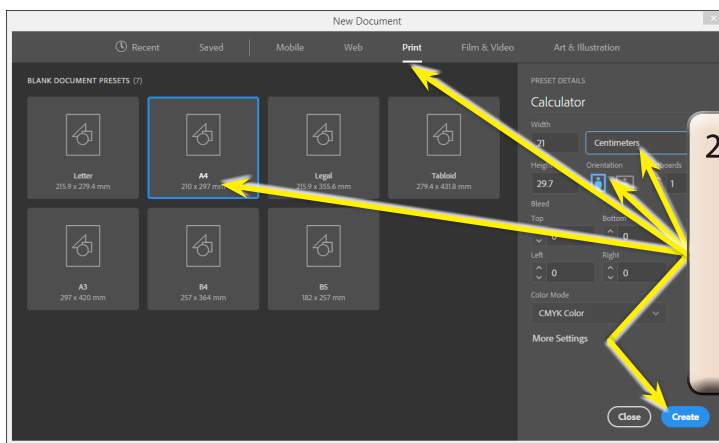 New Document
Recent Saved Mobile Web Print Film & Video Art & Illustration
BLANK DOCUMENT PRESETS (7)
Letter
215.9 x 279.4 mm
A4
210 x 297 mm
Legal
215.9 x 355.6 mm
Tabloid
279.4 x 431.8 mm
A3
297 x 420 mm
B4
257 x 364 mm
B5
182 x 257 mm
PRESET DETAILS
Calculator
Width
21 Centimeters
Height Orientation
29.7 1
Bleed
Top Bottom
0 0
Left Right
0 0
Color Mode
CMYK Color
More Settings
Close Create
2